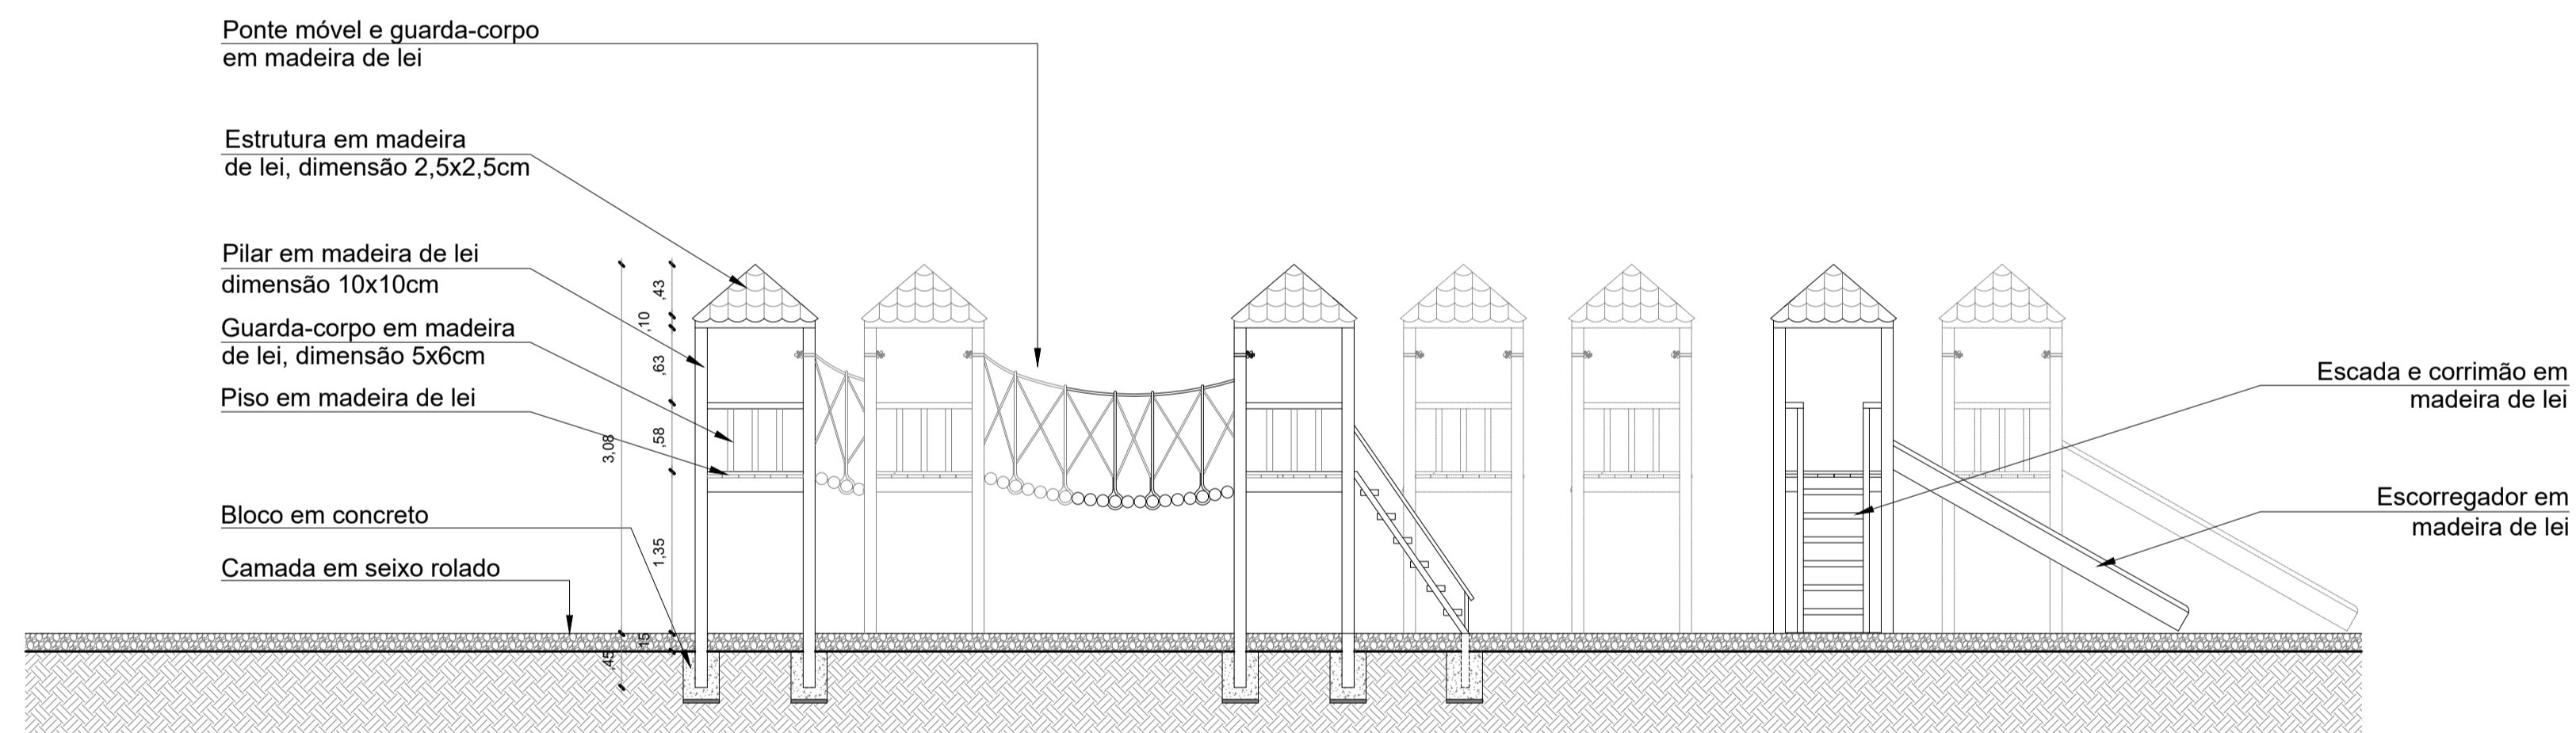 Ponte móvel e guarda-corpo
em madeira de lei
Estrutura em madeira
de lei, dimensão 2,5x2,5cm
Pilar em madeira de lei
dimensão 10x10cm
Guarda-corpo em madeira
de lei, dimensão 5x6cm
Piso em madeira de lei
Bloco em concreto
Camada em seixo rolado
,43
,10
,63
,58
3,08
1,35
15
,45
Escada e corrimão em
madeira de lei
Escorregador em
madeira de lei